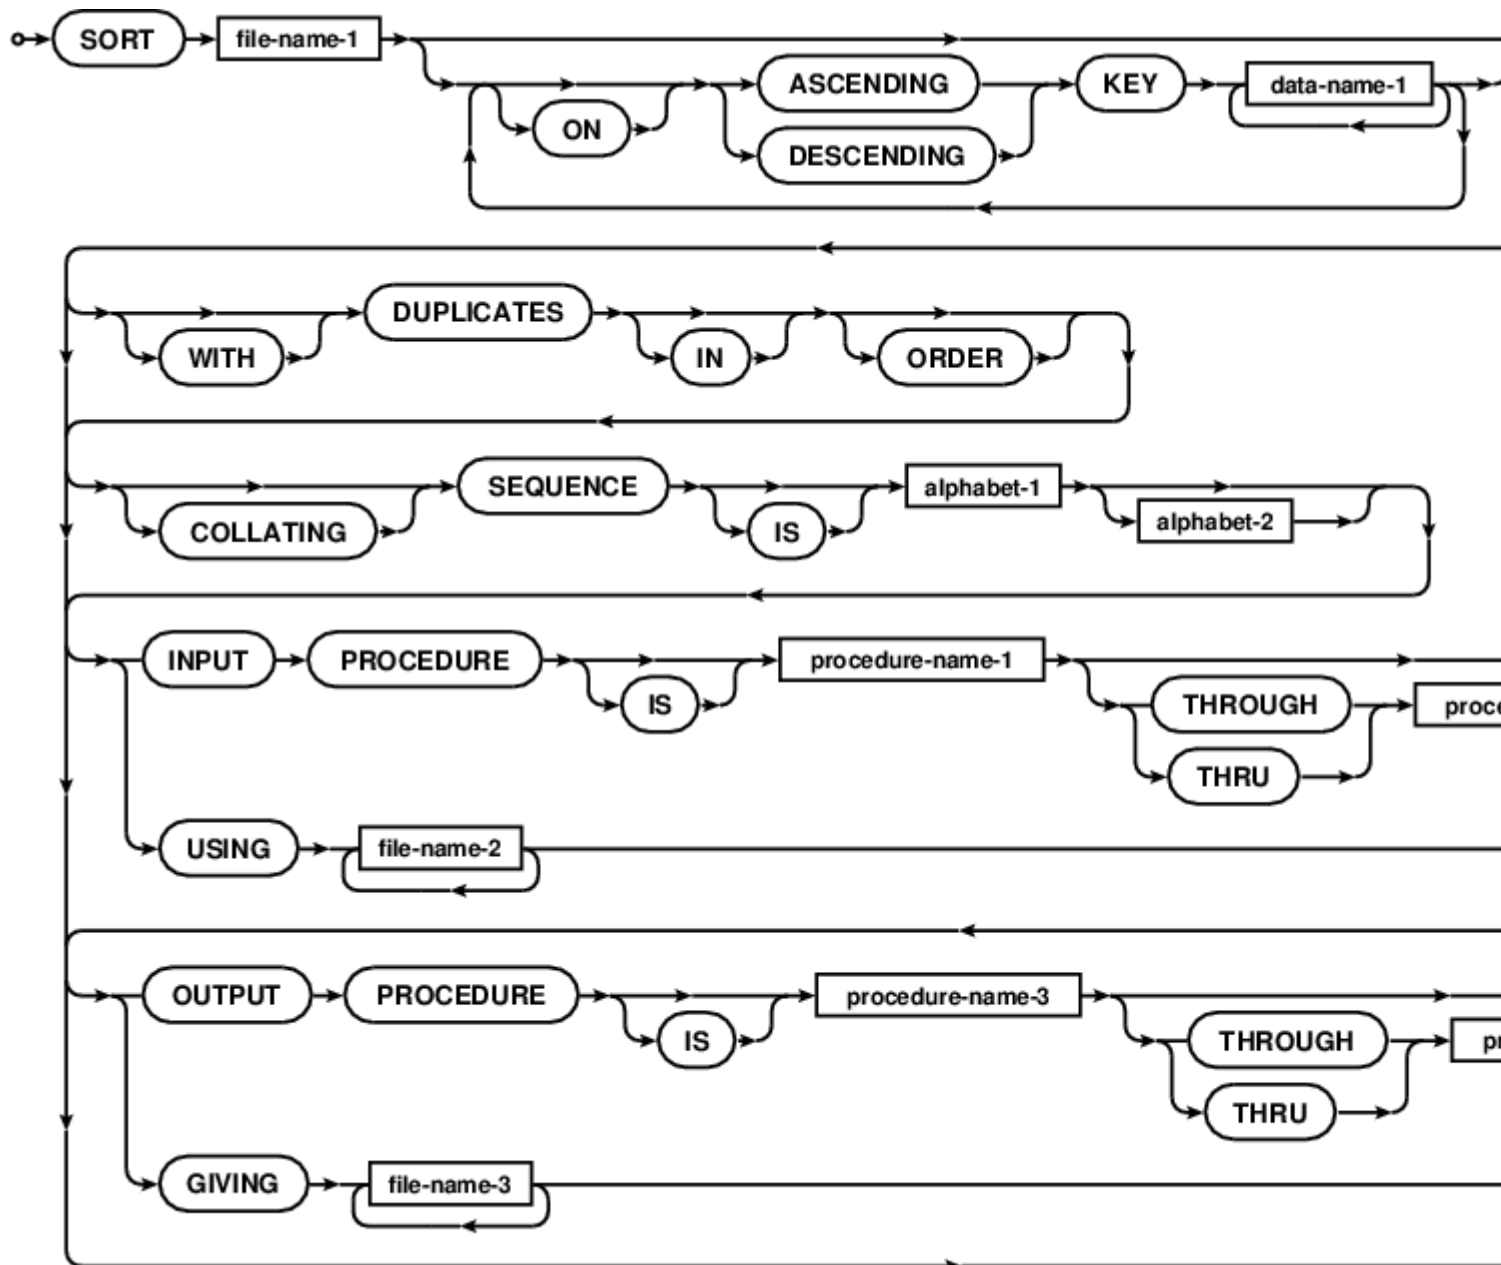 SORT file-name-1
ASCENDING KEY data-name-1
ON
DESCENDING
DUPLICATES
WITH IN ORDER
SEQUENCE alphabet-1
COLLATING IS alphabet-2
INPUT PROCEDURE procedure-name-1
IS THROUGH proce
THRU
USING file-name-2
OUTPUT PROCEDURE procedure-name-3
IS THROUGH pr
THRU
GIVING file-name-3